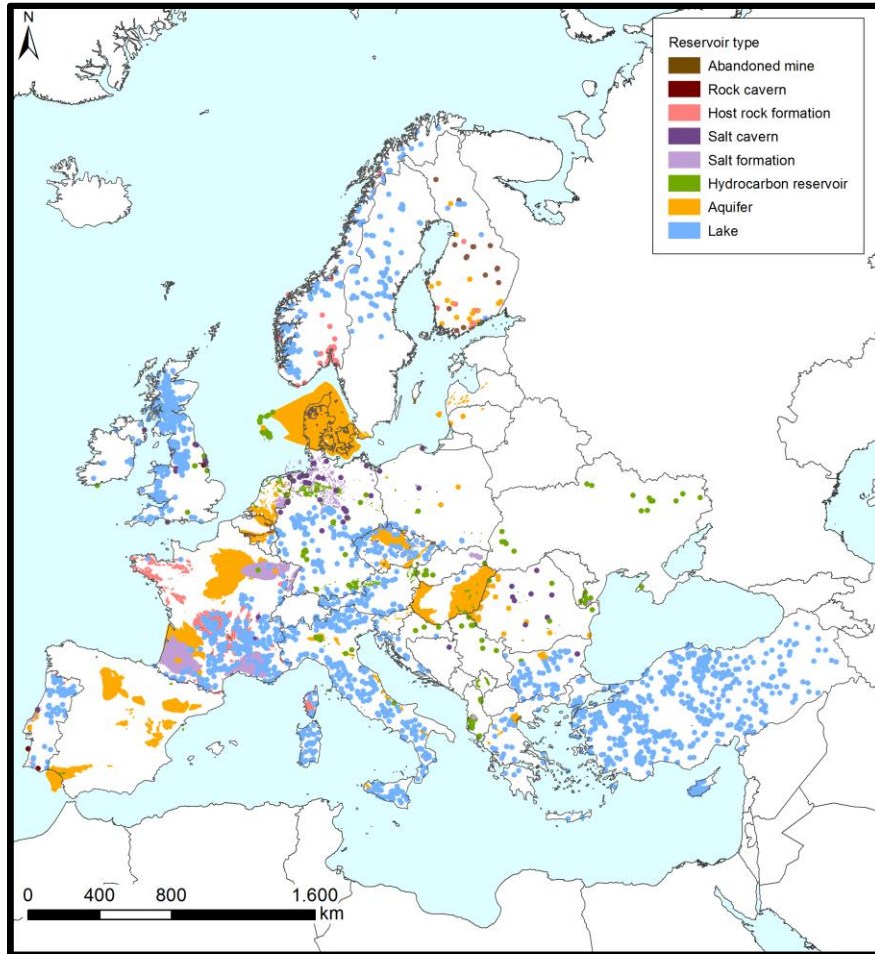 N
Reservoir type
Abandoned mine
Rock cavern
Host rock formation
Salt cavern
Salt formation
Hydrocarbon reservoir
Aquifer
Lake
0 400 800 1.600
km